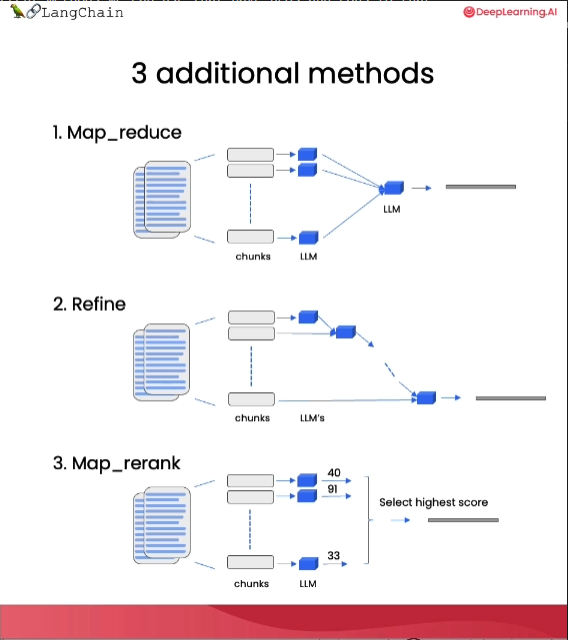 LangChain
DeepLearning.AI
3 additional methods
1. Map_reduce
LLM
chunks LLM
2. Refine
chunks LLM's
3. Map_rerank
40
91
Select highest score
33
chunks LLM